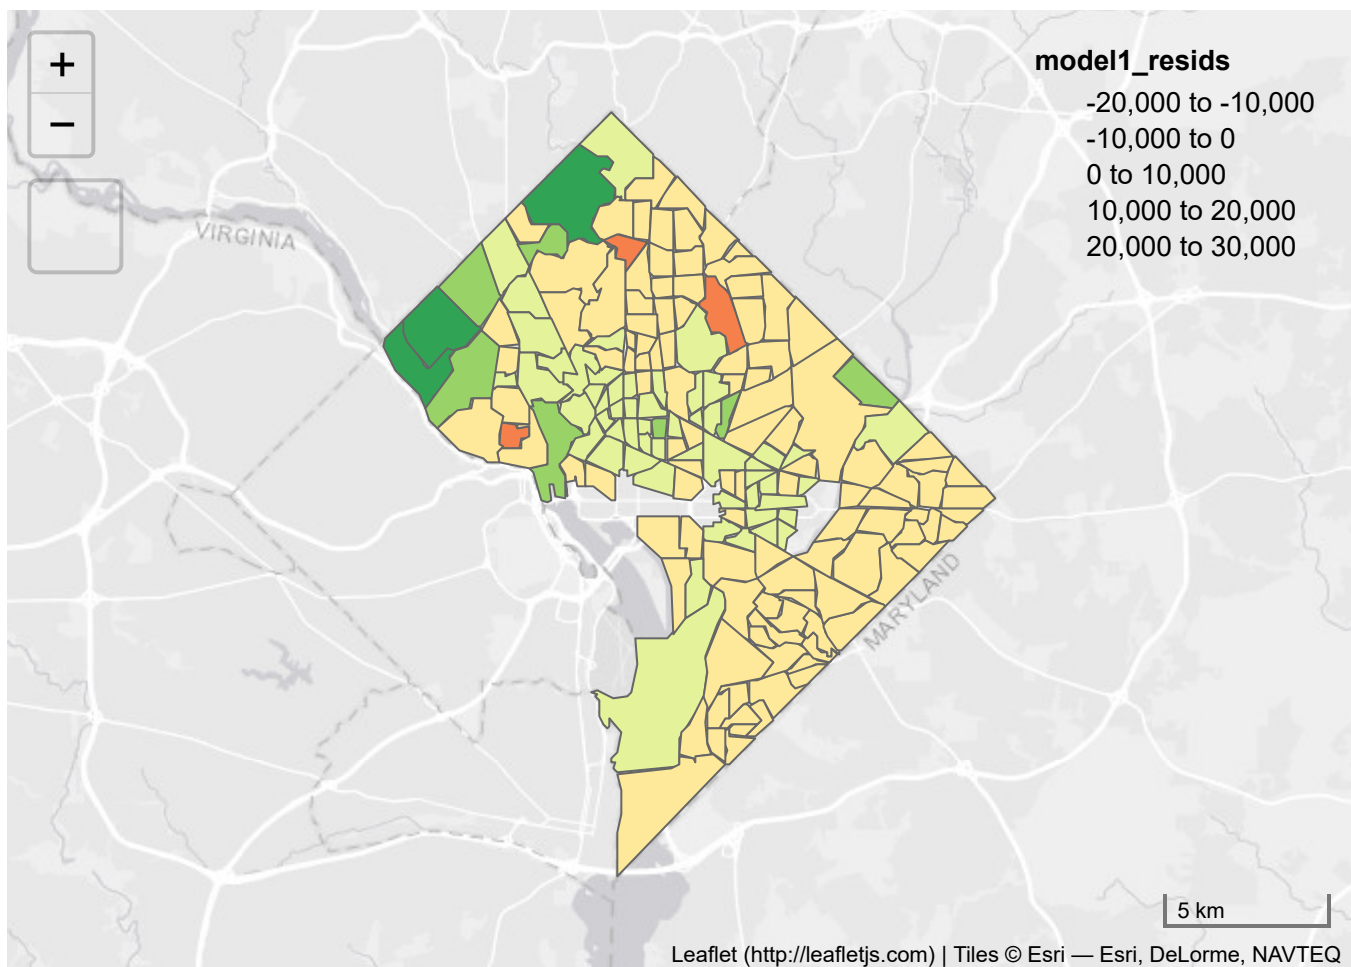 +
−
model1_resids
-20,000 to -10,000
-10,000 to 0
0 to 10,000
10,000 to 20,000
20,000 to 30,000
VIRGINIA
MARYLAND
5 km
Leaflet (http://leafletjs.com) | Tiles © Esri — Esri, DeLorme, NAVTEQ